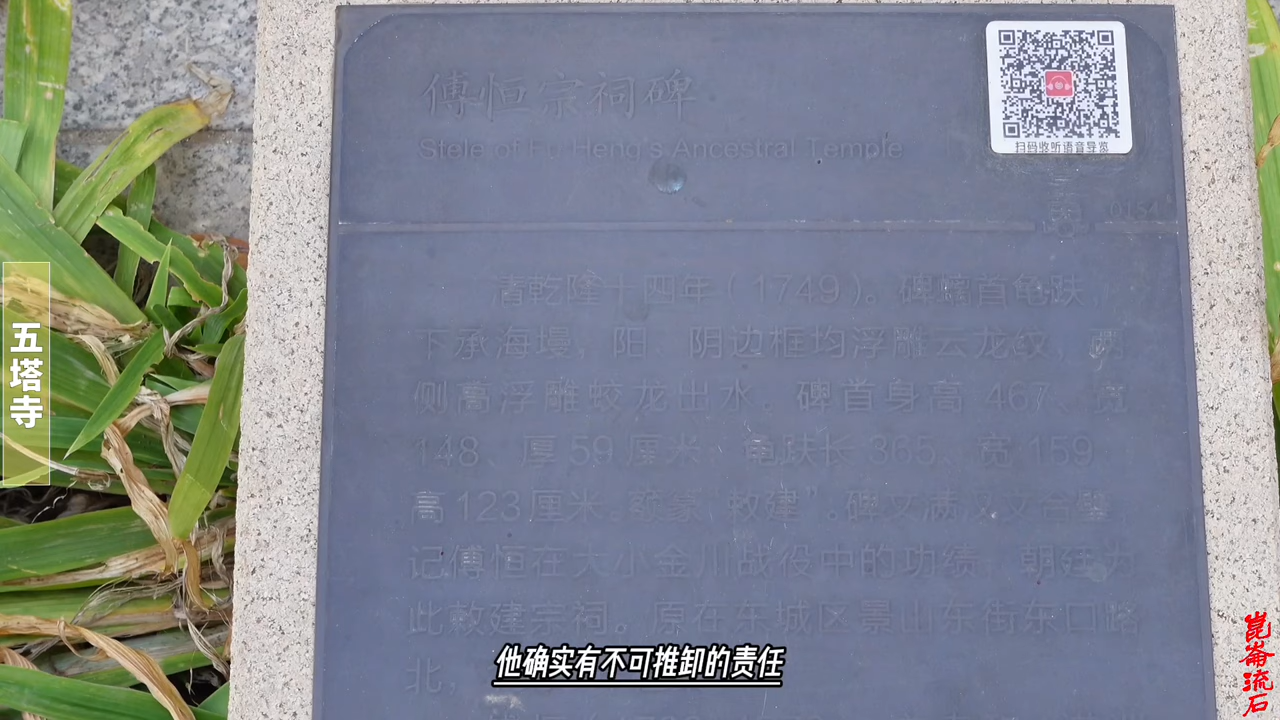 傅恒宗祠碑
Stele of Fu Heng's Ancestral Temple
扫码收听语音导览
0154
清乾隆十四年（1749）。碑螭首龟趺，
下承海墁，阳、阴边框均浮雕云龙纹，两
侧高浮雕蛟龙出水。碑首身高 467、宽
148、厚 59 厘米，龟趺长 365、宽 159、
高 123 厘米。额篆“敕建”。碑文满汉文合璧，
记傅恒在大小金川战役中的功绩，朝廷为
此敕建宗祠。原在东城区景山东街东口路
北，
五塔寺
他确实有不可推卸的责任
崑崙流石